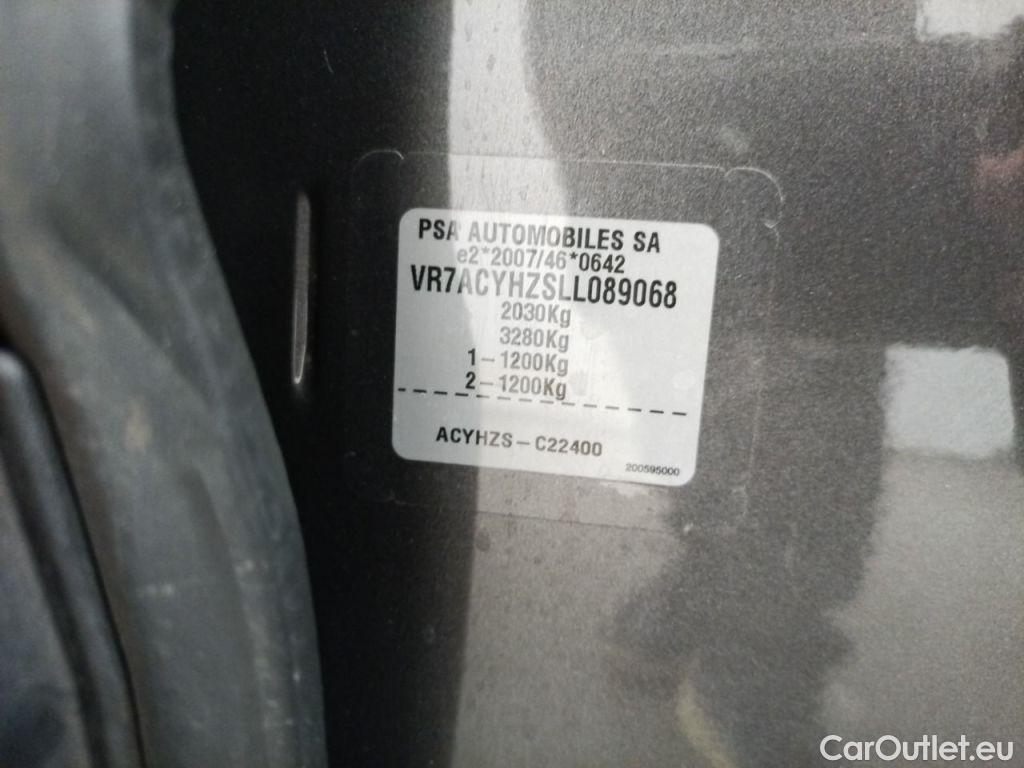 PSA AUTOMOBILES SA
e2*2007/46*0642
VR7ACYHZSLL089068
2030Kg
3280Kg
1-1200Kg
2-1200Kg
ACYHZS-C22400
200595000
CarOutlet.eu